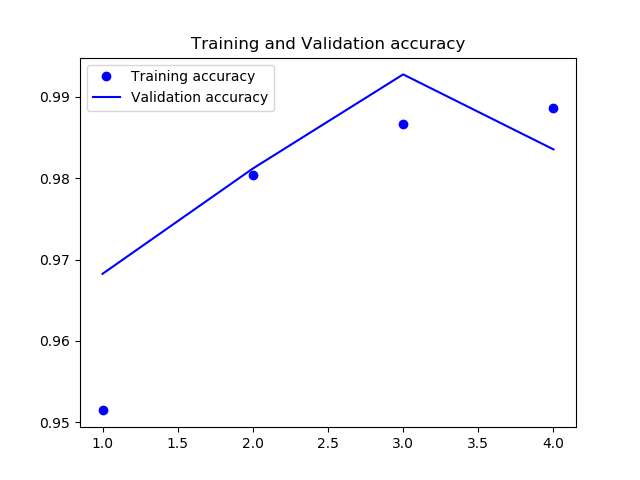 Training and Validation accuracy
Training accuracy
Validation accuracy
0.99
0.98
0.97
0.96
0.95
1.0 1.5 2.0 2.5 3.0 3.5 4.0